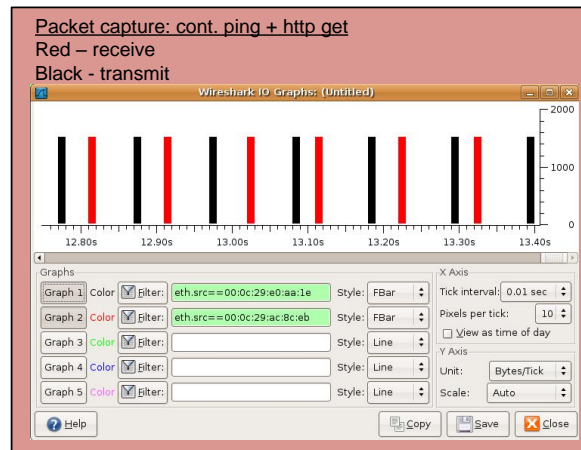 Packet capture: cont. ping + http get
Red – receive
Black - transmit
Wireshark IO Graphs: (Untitled)
2000
1000
0
12.80s 12.90s 13.00s 13.10s 13.20s 13.30s 13.40s
Graphs
Graph 1 Color Filter: eth.src==00:0c:29:e0:aa:1e Style: FBar
Graph 2 Color Filter: eth.src==00:0c:29:ac:8c:eb Style: FBar
Graph 3 Color Filter: Style: Line
Graph 4 Color Filter: Style: Line
Graph 5 Color Filter: Style: Line
X Axis
Tick interval: 0.01 sec
Pixels per tick: 10
View as time of day
Y Axis
Unit: Bytes/Tick
Scale: Auto
Help Copy Save Close